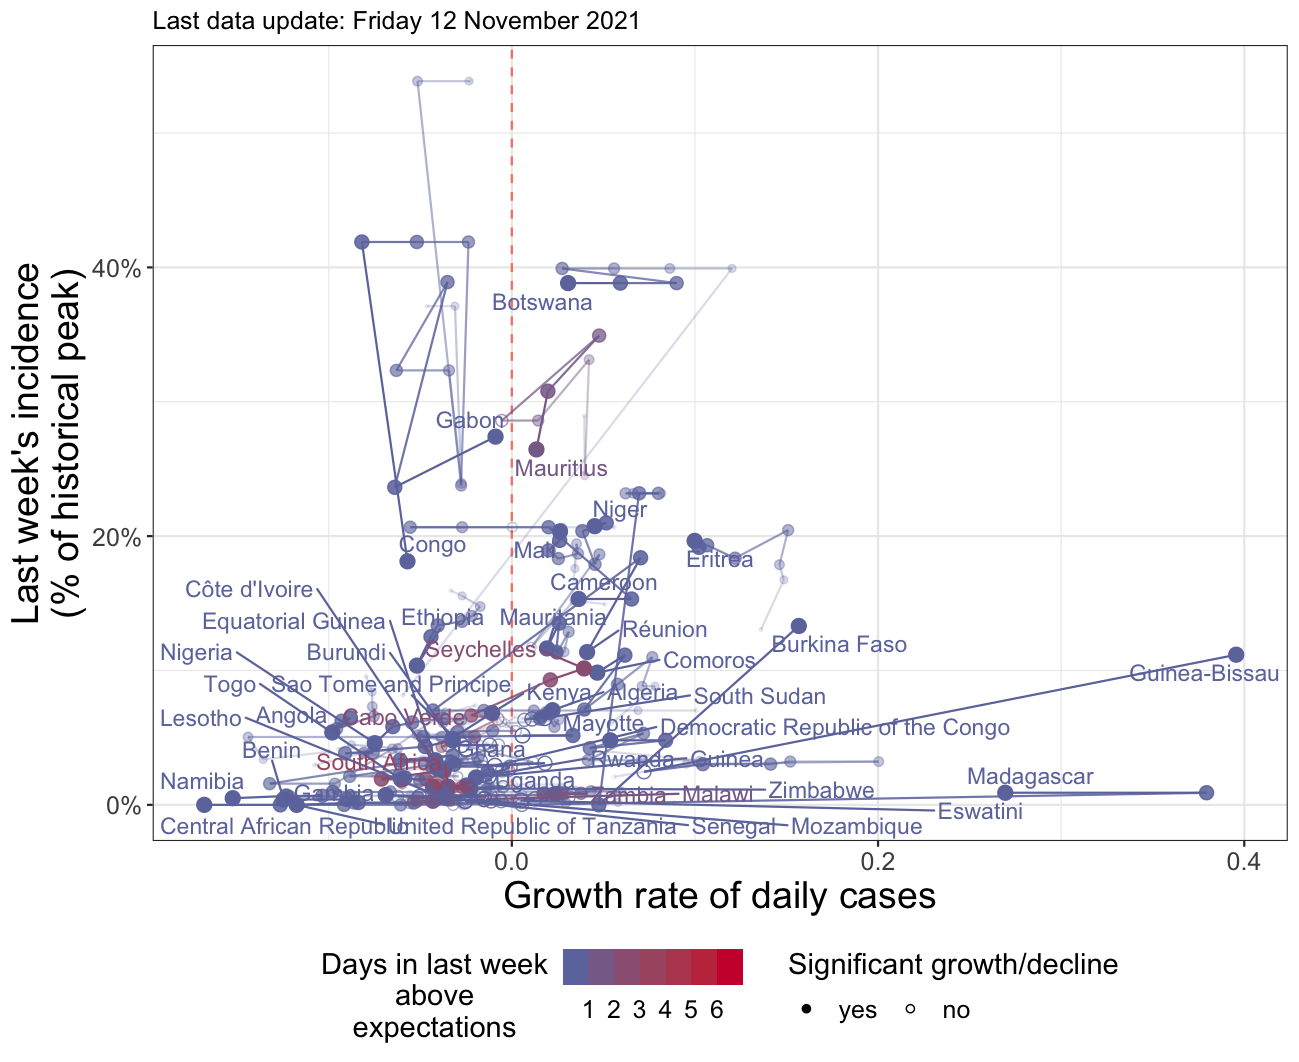 Last data update: Friday 12 November 2021
Last week's incidence
(% of historical peak)
40%
20%
0%
Botswana
Gabon
Mauritius
Niger
Congo
Mali
Eritrea
Cameroon
Côte d'Ivoire
Equatorial Guinea
Ethiopia
Mauritania
Réunion
Nigeria
Burundi
Seychelles
Comoros
Burkina Faso
Guinea-Bissau
Togo
Sao Tome and Principe
Kenya
Algeria
South Sudan
Lesotho
Angola
Cabo Verde
Mayotte
Democratic Republic of the Congo
Benin
Ghana
South Africa
Rwanda
Guinea
Namibia
Gambia
Uganda
Zambia
Malawi
Zimbabwe
Madagascar
Eswatini
Central African Republic
United Republic of Tanzania
Senegal
Mozambique
0.0
0.2
0.4
Growth rate of daily cases
Days in last week
above
expectations
1 2 3 4 5 6
Significant growth/decline
yes
no